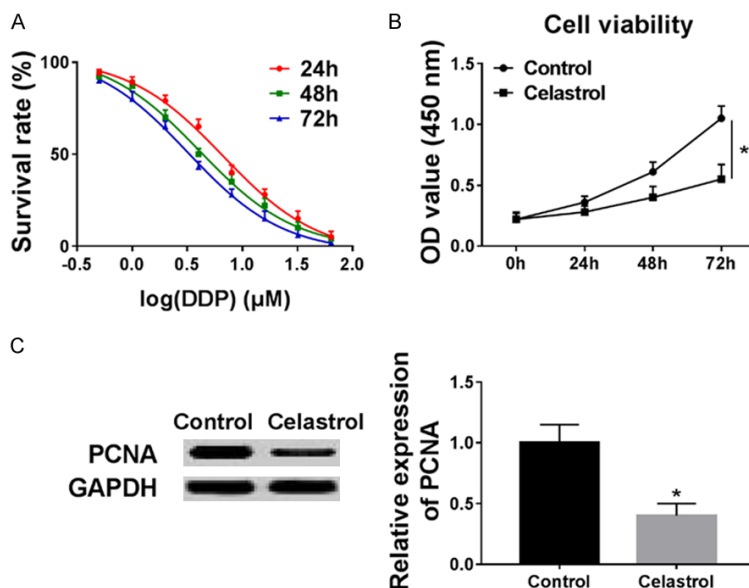 A
Survival rate (%)
100
50
0
-0.5
0.0
0.5
1.0
1.5
2.0
log(DDP) (µM)
24h
48h
72h
B
Cell viability
OD value (450 nm)
1.5
1.0
0.5
0.0
0h
24h
48h
72h
Control
Celastrol
*
C
Control Celastrol
PCNA
GAPDH
Relative expression
of PCNA
1.5
1.0
0.5
0.0
*
Control
Celastrol